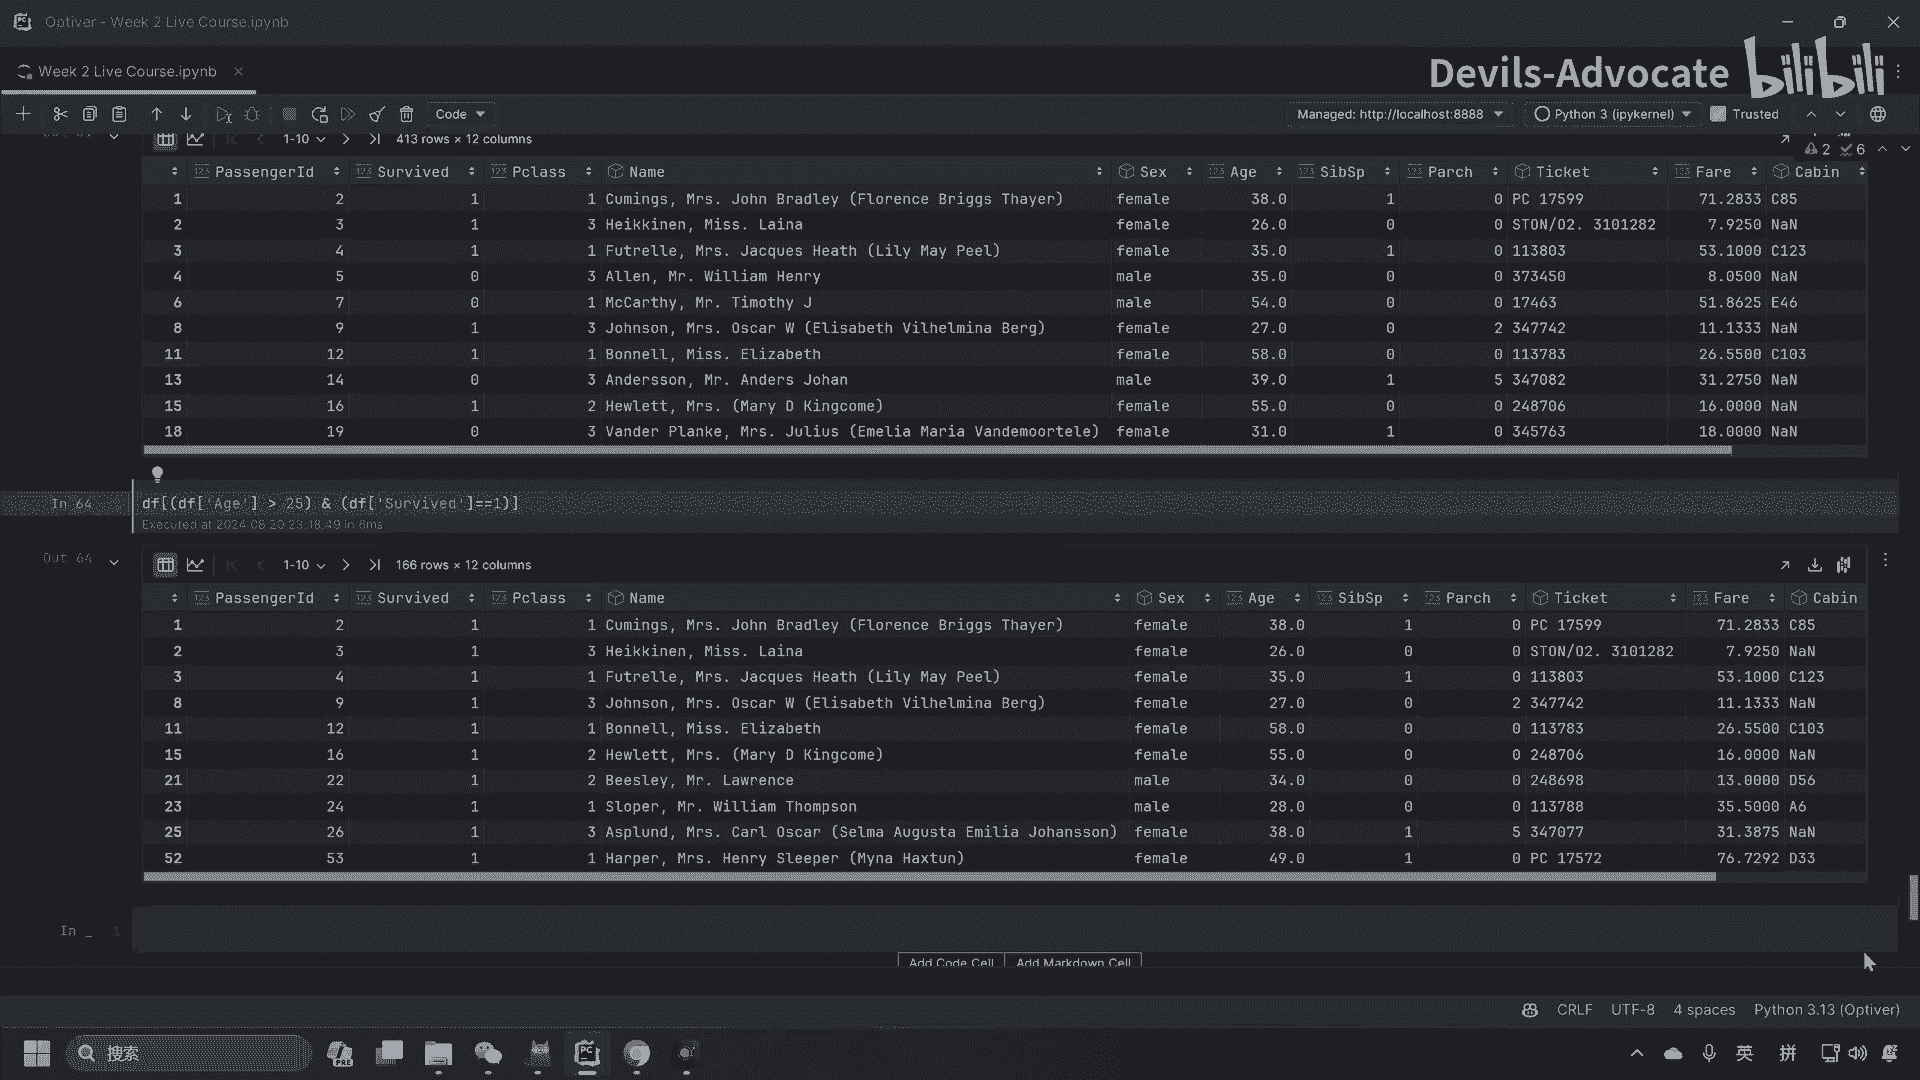 Optiver - Week 2 Live Course.ipynb
Week 2 Live Course.ipynb
Devils-Advocate bilibili
Code
Managed: http://localhost:8888 Python 3 (ipykernel) Trusted
1-10 413 rows × 12 columns
2 6
PassengerId Survived Pclass Name Sex Age SibSp Parch Ticket Fare Cabin
1 2 1 1 Cumings, Mrs. John Bradley (Florence Briggs Thayer) female 38.0 1 0 PC 17599 71.2833 C85
2 3 1 3 Heikkinen, Miss. Laina female 26.0 0 0 STON/O2. 3101282 7.9250 NaN
3 4 1 1 Futrelle, Mrs. Jacques Heath (Lily May Peel) female 35.0 1 0 113803 53.1000 C123
4 5 0 3 Allen, Mr. William Henry male 35.0 0 0 373450 8.0500 NaN
6 7 0 1 McCarthy, Mr. Timothy J male 54.0 0 0 17463 51.8625 E46
8 9 1 3 Johnson, Mrs. Oscar W (Elisabeth Vilhelmina Berg) female 27.0 0 2 347742 11.1333 NaN
11 12 1 1 Bonnell, Miss. Elizabeth female 58.0 0 0 113783 26.5500 C103
13 14 0 3 Andersson, Mr. Anders Johan male 39.0 1 5 347082 31.2750 NaN
15 16 1 2 Hewlett, Mrs. (Mary D Kingcome) female 55.0 0 0 248706 16.0000 NaN
18 19 0 3 Vander Planke, Mrs. Julius (Emelia Maria Vandemoortele) female 31.0 1 0 345763 18.0000 NaN
In 64 df[(df['Age'] > 25) & (df['Survived']==1)]
Executed at 2024 08 20 23:18:49 in 6ms
Out 64 1-10 166 rows × 12 columns
PassengerId Survived Pclass Name Sex Age SibSp Parch Ticket Fare Cabin
1 2 1 1 Cumings, Mrs. John Bradley (Florence Briggs Thayer) female 38.0 1 0 PC 17599 71.2833 C85
2 3 1 3 Heikkinen, Miss. Laina female 26.0 0 0 STON/O2. 3101282 7.9250 NaN
3 4 1 1 Futrelle, Mrs. Jacques Heath (Lily May Peel) female 35.0 1 0 113803 53.1000 C123
8 9 1 3 Johnson, Mrs. Oscar W (Elisabeth Vilhelmina Berg) female 27.0 0 2 347742 11.1333 NaN
11 12 1 1 Bonnell, Miss. Elizabeth female 58.0 0 0 113783 26.5500 C103
15 16 1 2 Hewlett, Mrs. (Mary D Kingcome) female 55.0 0 0 248706 16.0000 NaN
21 22 1 2 Beesley, Mr. Lawrence male 34.0 0 0 248698 13.0000 D56
23 24 1 1 Sloper, Mr. William Thompson male 28.0 0 0 113788 35.5000 A6
25 26 1 3 Asplund, Mrs. Carl Oscar (Selma Augusta Emilia Johansson) female 38.0 1 5 347077 31.3875 NaN
52 53 1 1 Harper, Mrs. Henry Sleeper (Myna Haxtun) female 49.0 1 0 PC 17572 76.7292 D33
In _ 1
Add Code Cell Add Markdown Cell
CRLF UTF-8 4 spaces Python 3.13 (Optiver)
搜索 PRE PC 英 拼